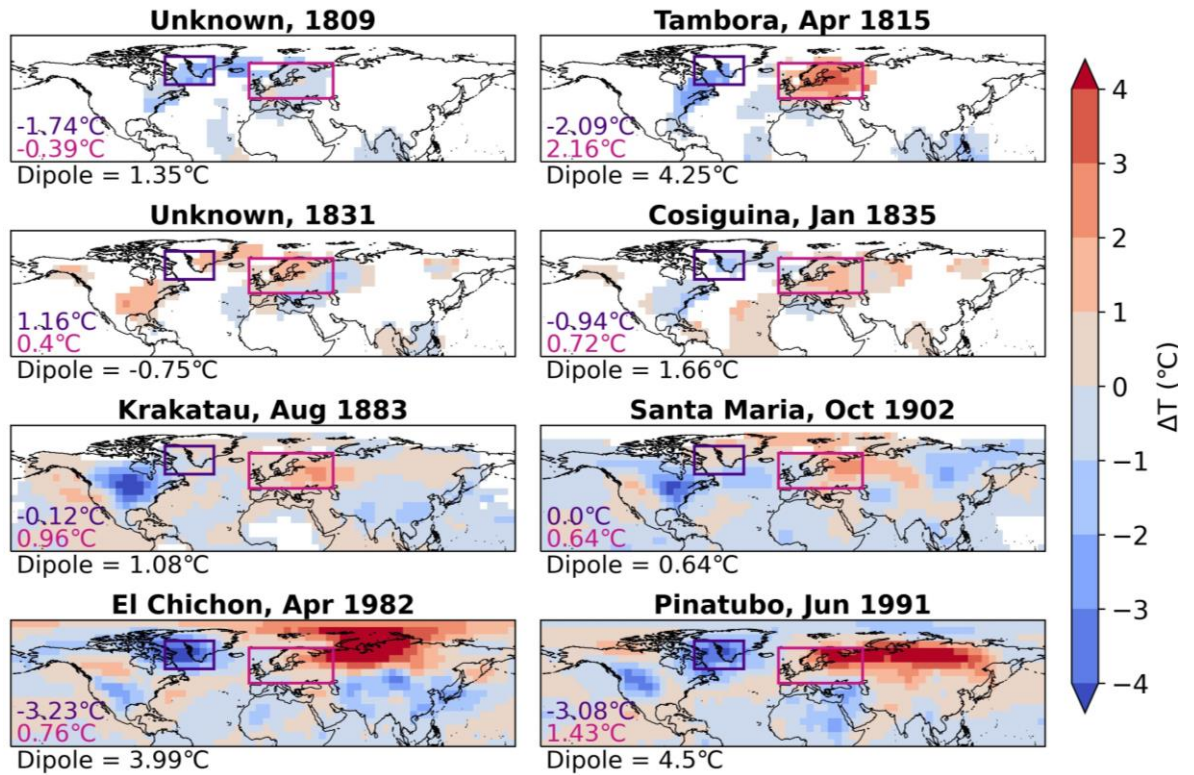 Unknown, 1809
-1.74°C
-0.39°C
Dipole = 1.35°C
Tambora, Apr 1815
-2.09°C
2.16°C
Dipole = 4.25°C
Unknown, 1831
1.16°C
0.4°C
Dipole = -0.75°C
Cosiguina, Jan 1835
-0.94°C
0.72°C
Dipole = 1.66°C
Krakatau, Aug 1883
-0.12°C
0.96°C
Dipole = 1.08°C
Santa Maria, Oct 1902
0.0°C
0.64°C
Dipole = 0.64°C
El Chichon, Apr 1982
-3.23°C
0.76°C
Dipole = 3.99°C
Pinatubo, Jun 1991
-3.08°C
1.43°C
Dipole = 4.5°C
4
3
2
1
0
−1
−2
−3
−4
ΔT (°C)